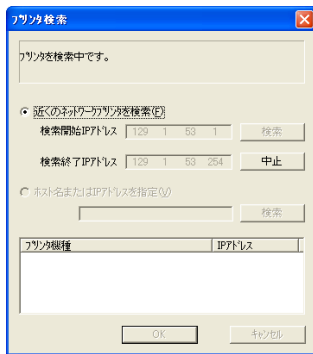 プリンタ検索
プリンタを検索中です。
近くのネットワークプリンタを検索(F)
検索開始IPアドレス 129 1 53 1 検索
検索終了IPアドレス 129 1 53 254 中止
ホスト名またはIPアドレスを指定(V)
検索
プリンタ機種 IPアドレス
OK キャンセル